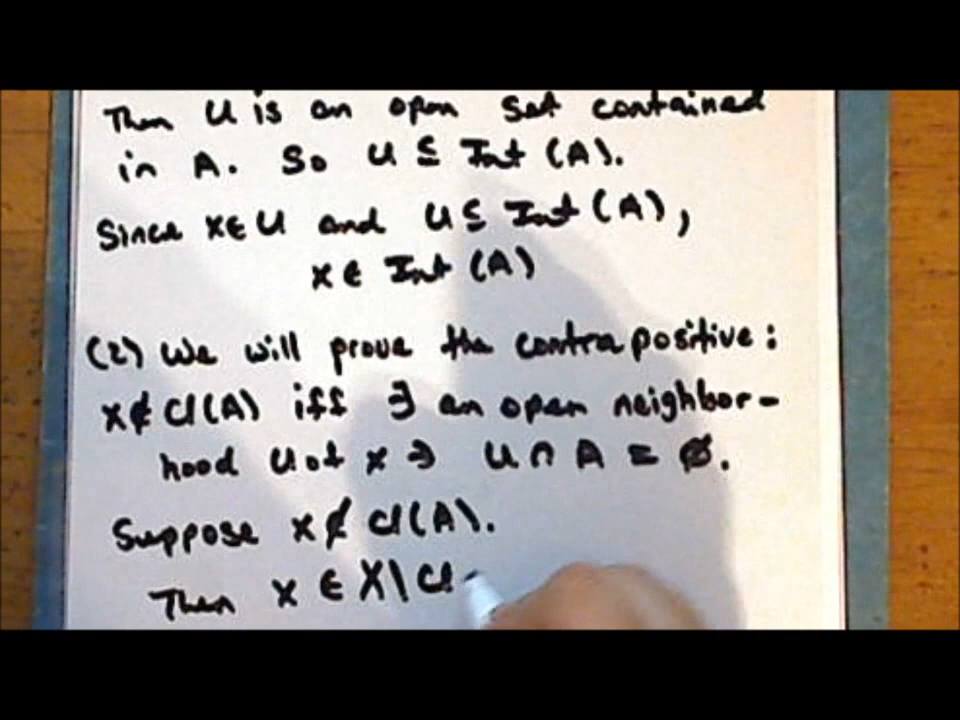 Then U is an open set contained
in A. So U ⊆ Int (A).
Since x∈U and U⊆ Int (A),
x ∈ Int (A)
(2) We will prove the contrapositive:
x∉Cl(A) iff ∃ an open neighbor-
hood U of x ∋ U∩A = ∅.
Suppose x∉Cl(A).
Then x ∈ X\Cl